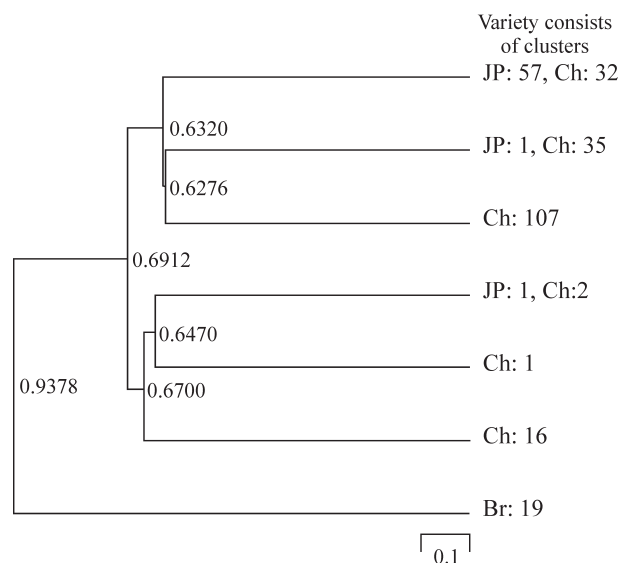 Variety consists
of clusters
JP: 57, Ch: 32
0.6320
JP: 1, Ch: 35
0.6276
Ch: 107
0.6912
JP: 1, Ch:2
0.6470
Ch: 1
0.9378
0.6700
Ch: 16
Br: 19
0.1